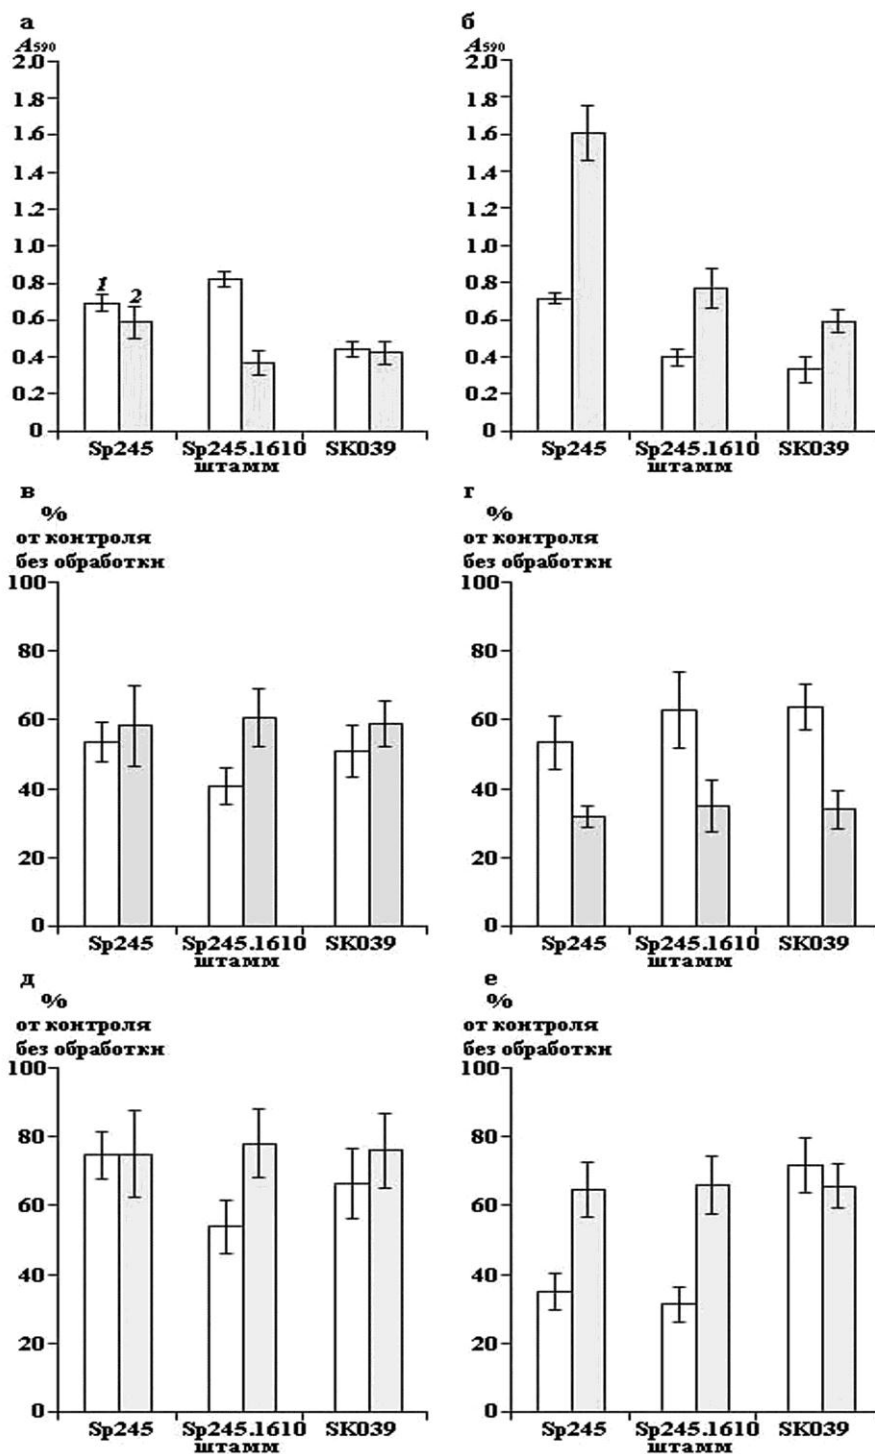 а
A590
2.0
1.8
1.6
1.4
1.2
1.0
0.8
0.6
0.4
0.2
0
1
2
Sp245 Sp245.1610 SK039
штамм
б
A590
2.0
1.8
1.6
1.4
1.2
1.0
0.8
0.6
0.4
0.2
0
Sp245 Sp245.1610 SK039
штамм
в
%
от контроля
без обработки
100
80
60
40
20
0
Sp245 Sp245.1610 SK039
штамм
г
%
от контроля
без обработки
100
80
60
40
20
0
Sp245 Sp245.1610 SK039
штамм
д
%
от контроля
без обработки
100
80
60
40
20
0
Sp245 Sp245.1610 SK039
штамм
е
%
от контроля
без обработки
100
80
60
40
20
0
Sp245 Sp245.1610 SK039
штамм